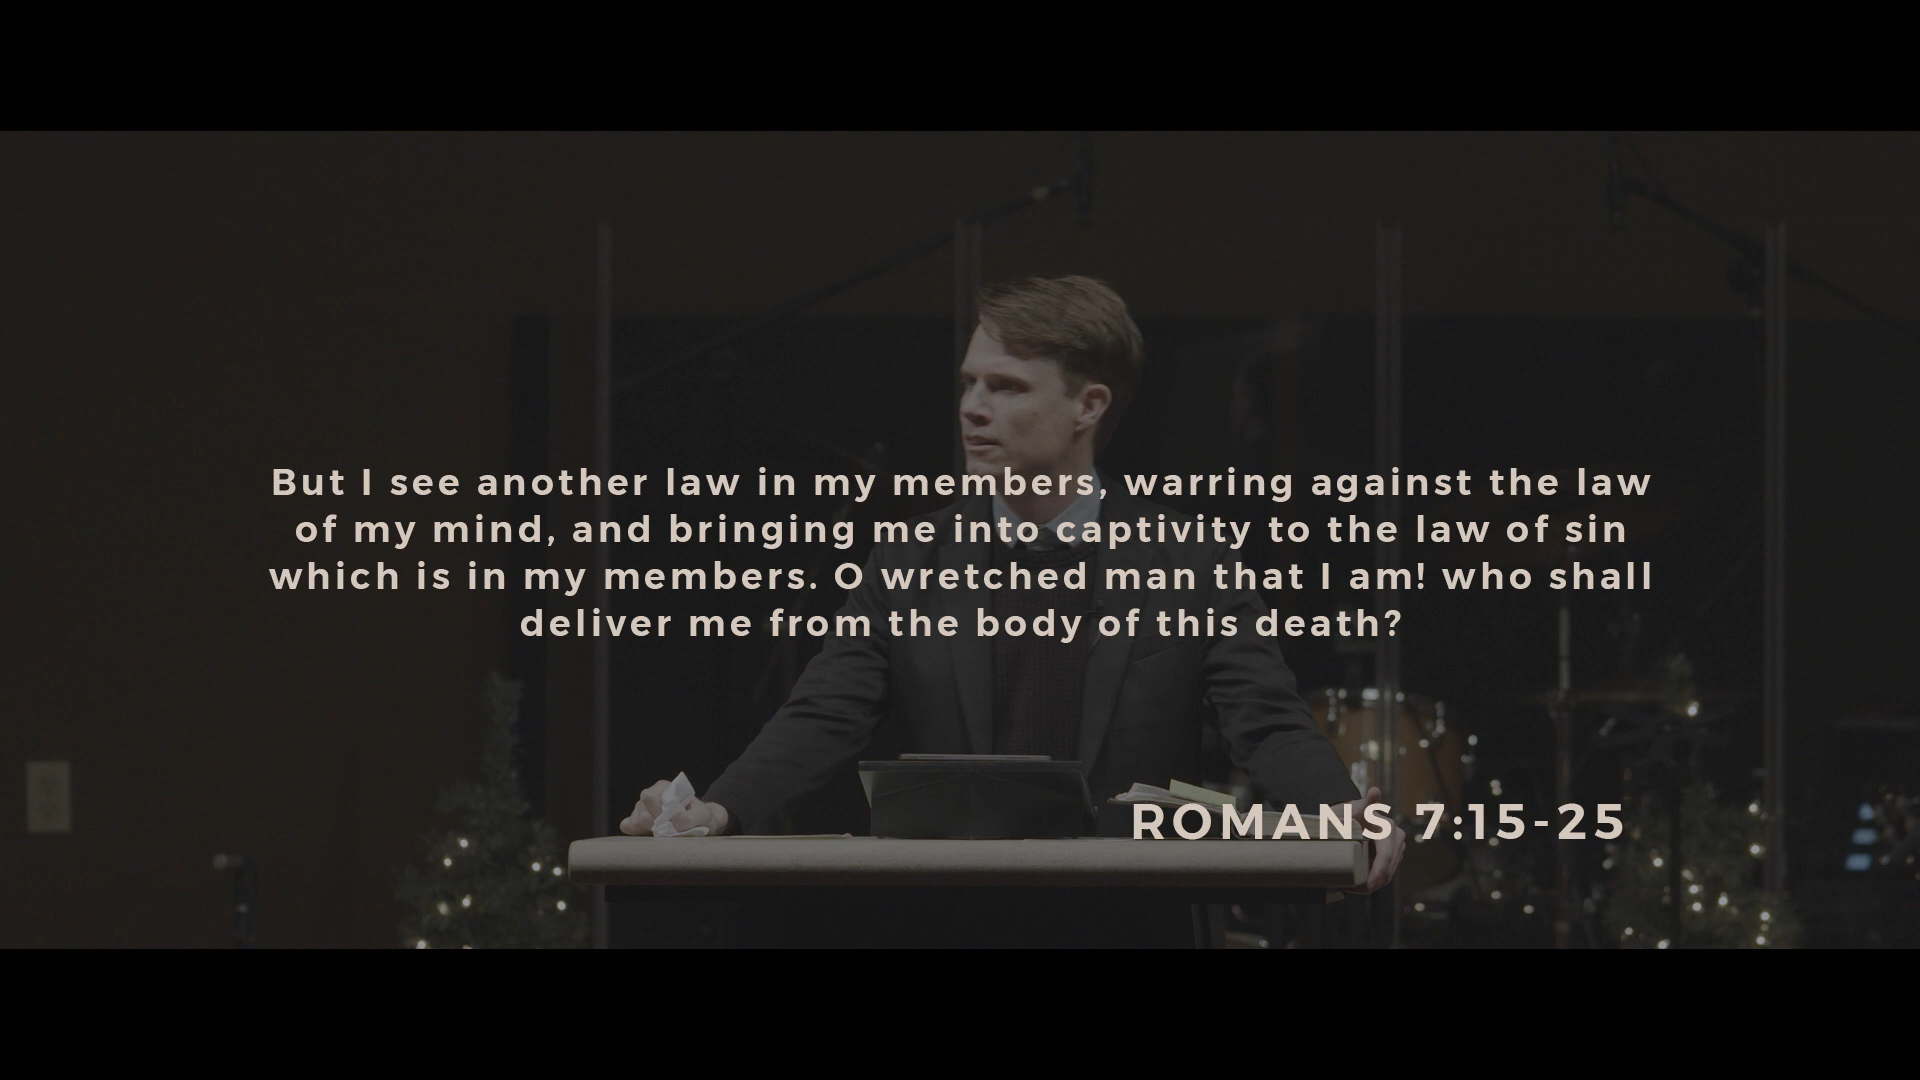 But I see another law in my members, warring against the law
of my mind, and bringing me into captivity to the law of sin
which is in my members. O wretched man that I am! who shall
deliver me from the body of this death?
ROMANS 7:15-25